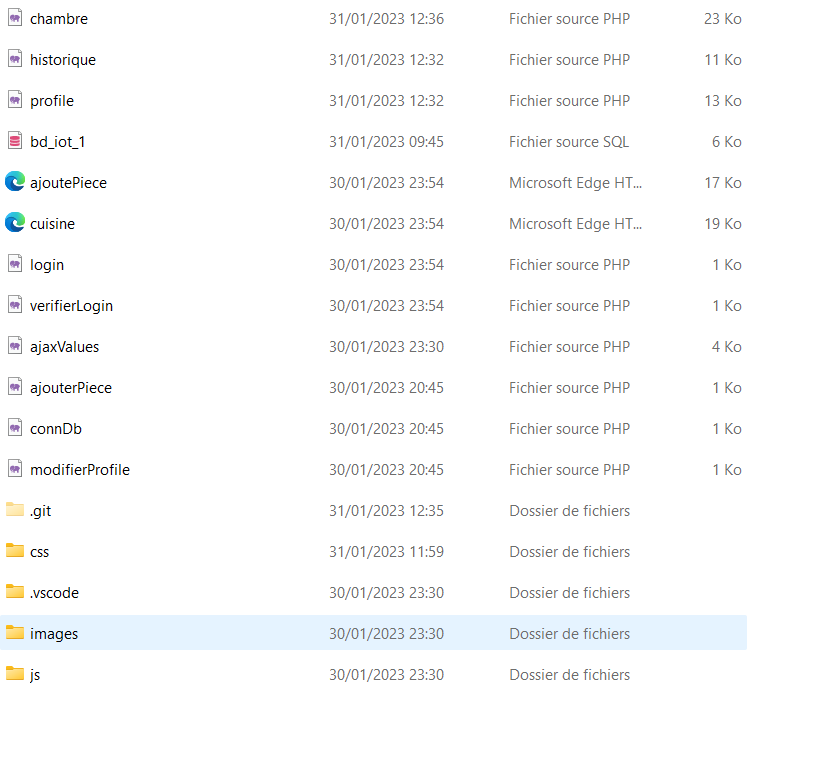 chambre 31/01/2023 12:36 Fichier source PHP 23 Ko
historique 31/01/2023 12:32 Fichier source PHP 11 Ko
profile 31/01/2023 12:32 Fichier source PHP 13 Ko
bd_iot_1 31/01/2023 09:45 Fichier source SQL 6 Ko
ajoutePiece 30/01/2023 23:54 Microsoft Edge HT... 17 Ko
cuisine 30/01/2023 23:54 Microsoft Edge HT... 19 Ko
login 30/01/2023 23:54 Fichier source PHP 1 Ko
verifierLogin 30/01/2023 23:54 Fichier source PHP 1 Ko
ajaxValues 30/01/2023 23:30 Fichier source PHP 4 Ko
ajouterPiece 30/01/2023 20:45 Fichier source PHP 1 Ko
connDb 30/01/2023 20:45 Fichier source PHP 1 Ko
modifierProfile 30/01/2023 20:45 Fichier source PHP 1 Ko
.git 31/01/2023 12:35 Dossier de fichiers
css 31/01/2023 11:59 Dossier de fichiers
.vscode 30/01/2023 23:30 Dossier de fichiers
images 30/01/2023 23:30 Dossier de fichiers
js 30/01/2023 23:30 Dossier de fichiers